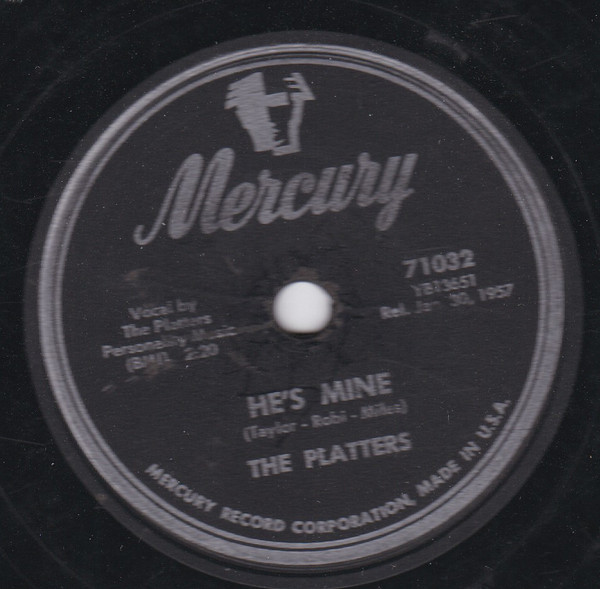 Mercury
71032
YB13651
Rel. Jan. 30, 1957
Vocal by
The Platters
Personality Music
(BMI). 2:20
HE'S MINE
(Taylor - Robi - Miles)
THE PLATTERS
MERCURY RECORD CORPORATION, MADE IN U.S.A.